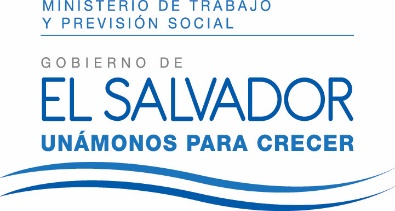 MINISTERIO DE TRABAJO
Y PREVISIÓN SOCIAL
GOBIERNO DE
EL SALVADOR
UNÁMONOS PARA CRECER